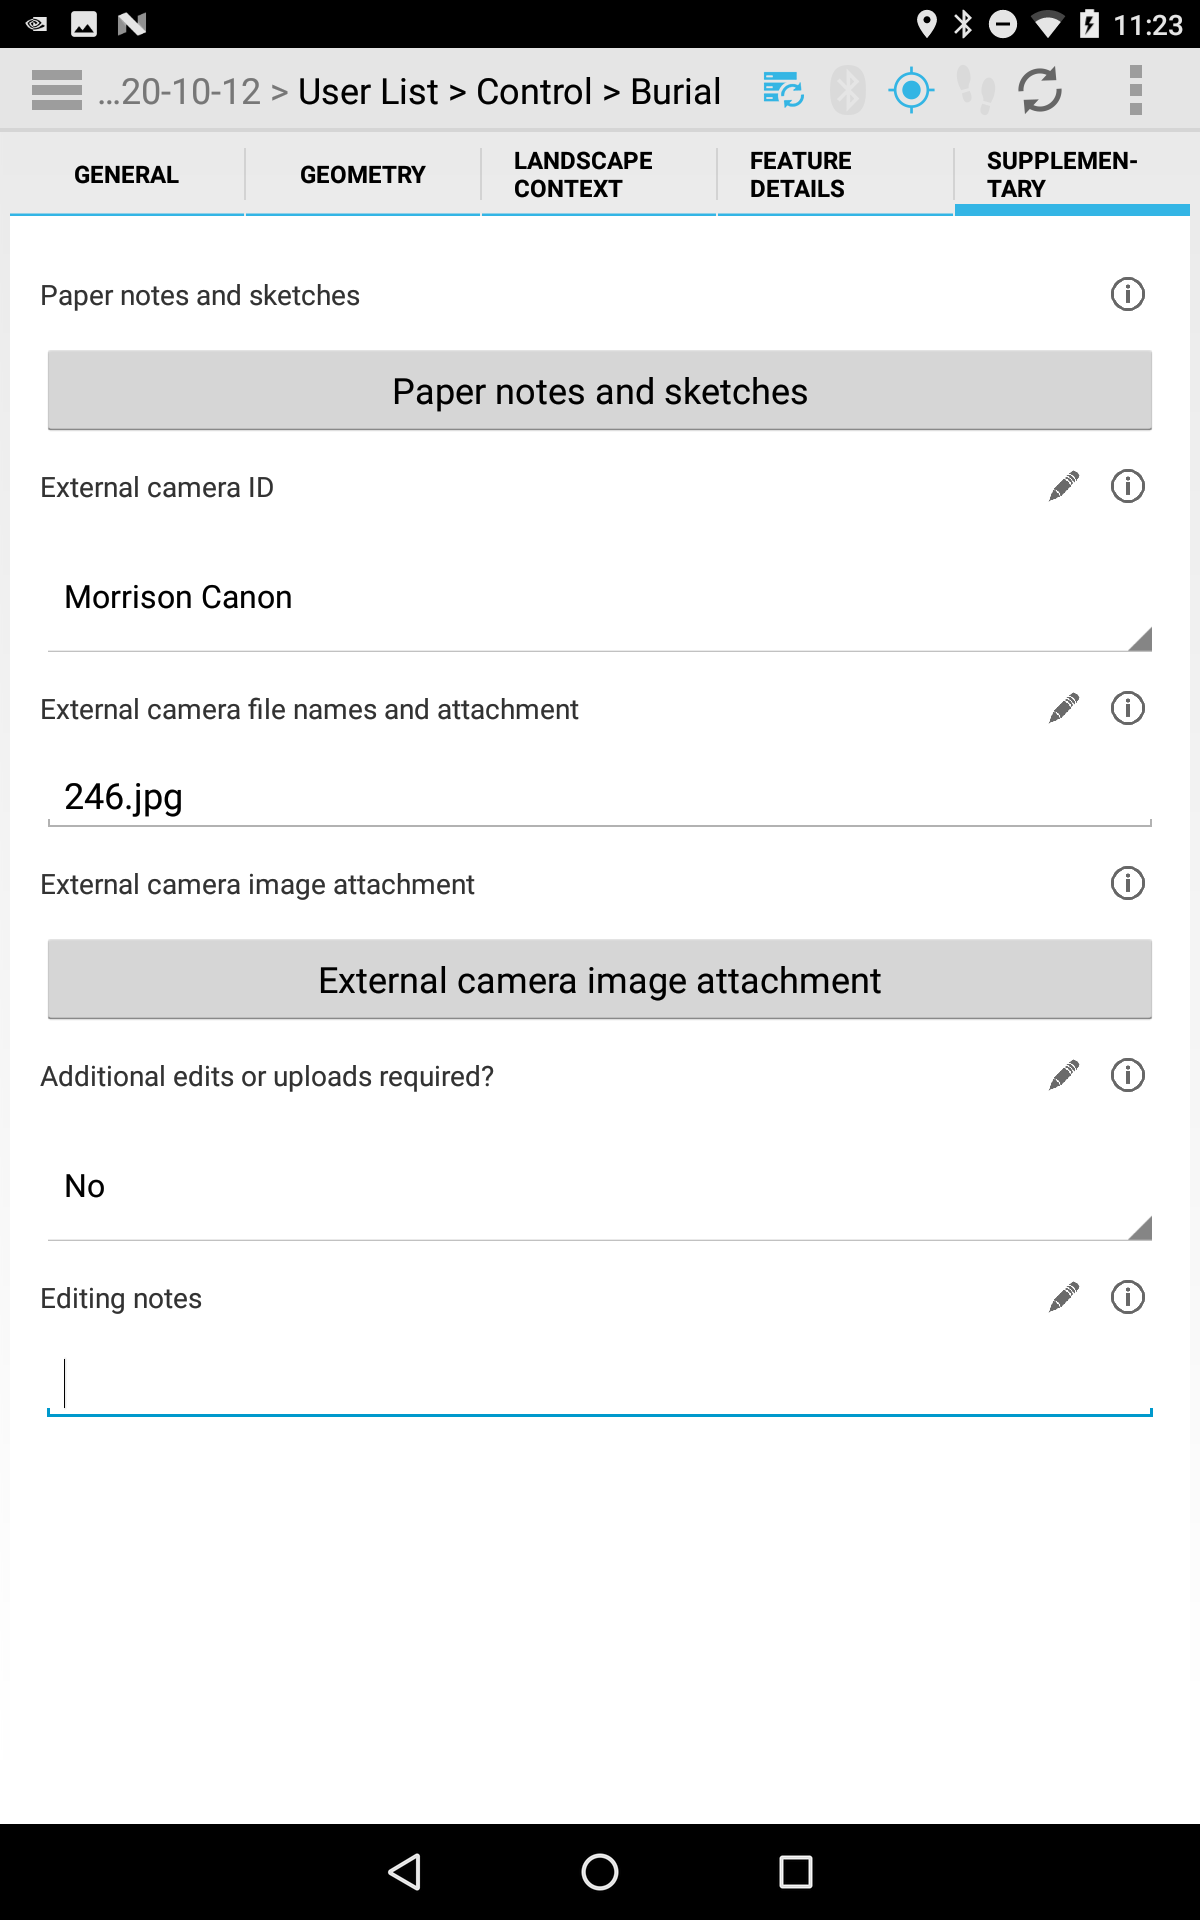 11:23
...20-10-12 > User List > Control > Burial
GENERAL
GEOMETRY
LANDSCAPE
CONTEXT
FEATURE
DETAILS
SUPPLEMEN-
TARY
Paper notes and sketches
Paper notes and sketches
External camera ID
Morrison Canon
External camera file names and attachment
246.jpg
External camera image attachment
External camera image attachment
Additional edits or uploads required?
No
Editing notes